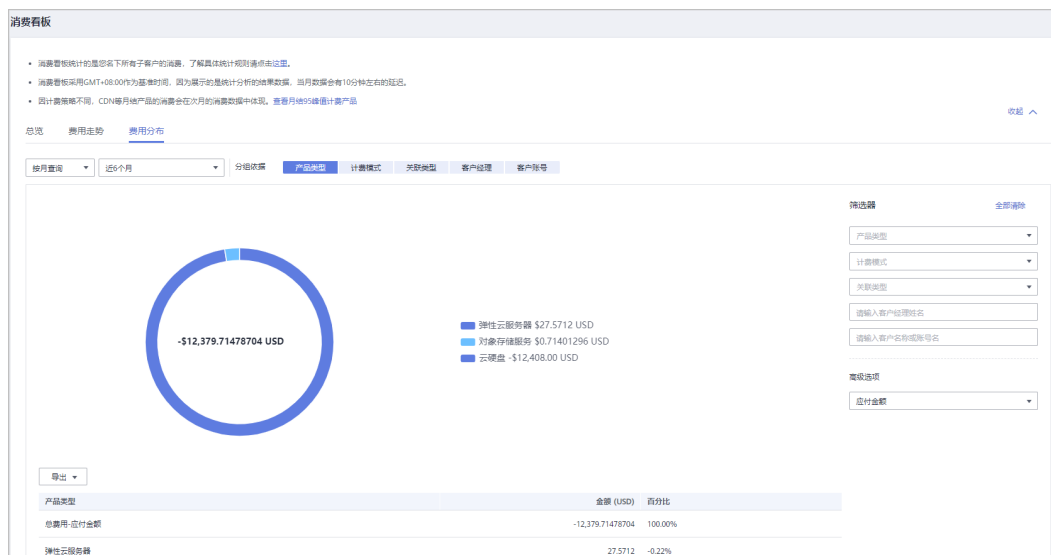 消费看板
消费看板统计的是您名下所有子客户的消费，了解具体统计规则请点击这里。
消费看板采用GMT+08:00作为基准时间，因为展示的是统计分析的结果数据，当月数据会有10分钟左右的延迟。
因计费策略不同，CDN等月结产品的消费会在次月的消费数据中体现。查看月结95峰值计费产品
收起
总览 费用走势 费用分布
按月查询 近6个月 分组依据 产品类型 计费模式 关联类型 客户经理 客户账号
筛选器 全部清除
产品类型
计费模式
关联类型
请输入客户经理姓名
请输入客户名称或账号名
高级选项
应付金额
-$12,379.71478704 USD
弹性云服务器 $27.5712 USD
对象存储服务 $0.71401296 USD
云硬盘 -$12,408.00 USD
导出
产品类型 金额 (USD) 百分比
总费用-应付金额 -12,379.71478704 100.00%
弹性云服务器 27.5712 -0.22%